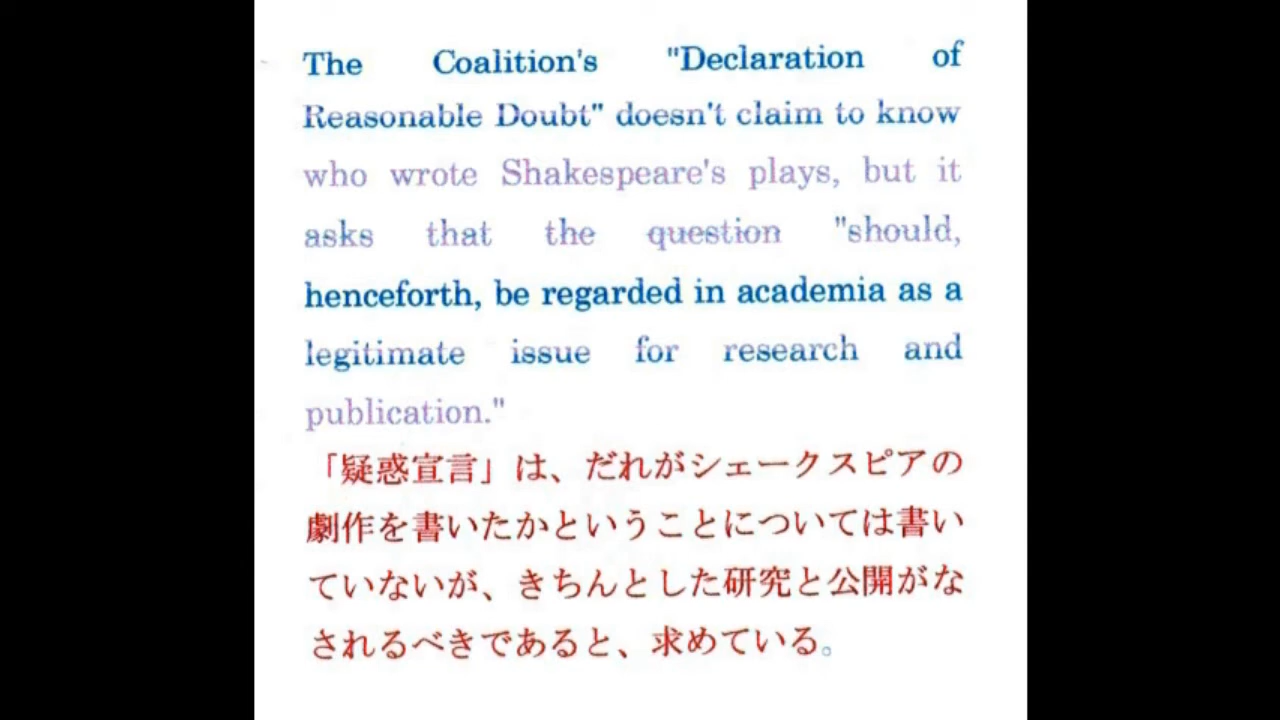 The Coalition's "Declaration of
Reasonable Doubt" doesn't claim to know
who wrote Shakespeare's plays, but it
asks that the question "should,
henceforth, be regarded in academia as a
legitimate issue for research and
publication."
「疑惑宣言」は、だれがシェークスピアの
劇作を書いたかということについては書い
ていないが、きちんとした研究と公開がな
されるべきであると、求めている。